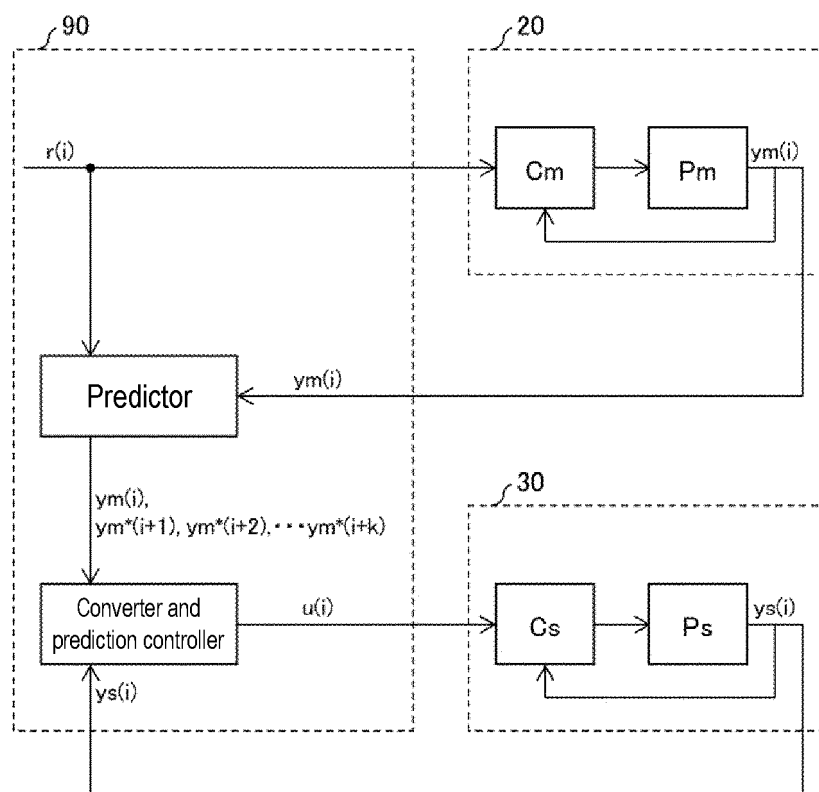 90
20
r(i)
Cm
Pm
ym(i)
Predictor
ym(i)
ym(i),
ym*(i+1), ym*(i+2),･･･ym*(i+k)
30
Converter and
prediction controller
u(i)
Cs
Ps
ys(i)
ys(i)